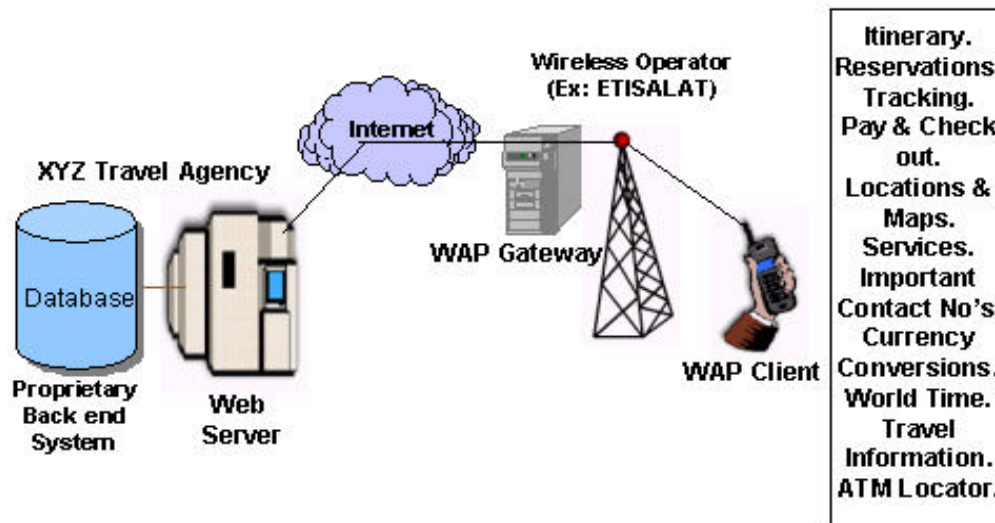 Wireless Operator
(Ex: ETISALAT)
Internet
XYZ Travel Agency
WAP Gateway
Database
WAP Client
Proprietary
Back end
System
Web
Server
Itinerary.
Reservations
Tracking.
Pay & Check
out.
Locations &
Maps.
Services.
Important
Contact No's
Currency
Conversions.
World Time.
Travel
Information.
ATM Locator.